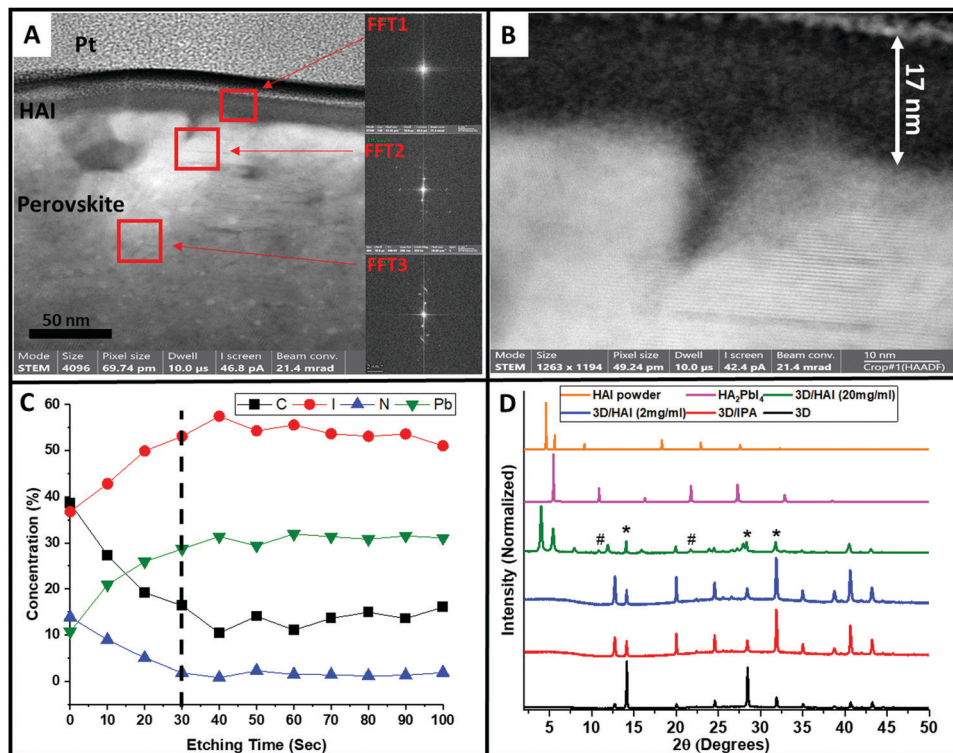 A
Pt
HAI
Perovskite
50 nm
FFT1
FFT2
FFT3
Mode Size Pixel size Dwell I screen Beam conv.
STEM 4096 69.74 pm 10.0 µs 46.8 pA 21.4 mrad
B
17 nm
Mode Size Pixel size Dwell I screen Beam conv. 10 nm
STEM 1263 x 1194 49.24 pm 10.0 µs 42.4 pA 21.4 mrad Crop#1(HAADF)
C
C I N Pb
Concentration (%)
60
50
40
30
20
10
0
0 10 20 30 40 50 60 70 80 90 100
Etching Time (Sec)
D
HAI powder HA₂PbI₄ 3D/HAI (20mg/ml)
3D/HAI (2mg/ml) 3D/IPA 3D
Intensity (Normalized)
# * # * *
5 10 15 20 25 30 35 40 45 50
2θ (Degrees)